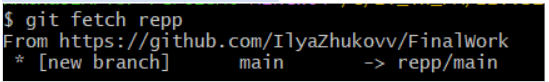 $ git fetch repp
From https://github.com/IlyaZhukovv/FinalWork
* [new branch] main -> repp/main